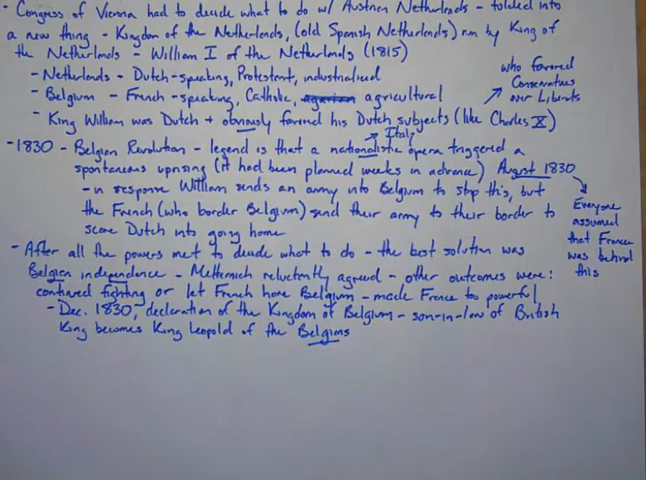 - Congress of Vienna had to decide what to do w/ Austrian Netherlands - folded into
a new thing - Kingdom of the Netherlands, (old Spanish Netherlands) run by King of
the Netherlands - William I of the Netherlands (1815)
- Netherlands - Dutch-speaking, Protestant, industrialized
- Belgium - French-speaking, Catholic, agrarian agricultural
- King William was Dutch + obviously favored his Dutch subjects (like Charles X)
who favored
Conservatives
over Liberals
- 1830 - Belgian Revolution - legend is that a nationalistic opera triggered a
Italy
spontaneous uprising (it had been planned weeks in advance) August 1830
- in response William sends an army into Belgium to stop this, but
the French (who border Belgium) send their army to their border to
scare Dutch into going home
Everyone
assumed
that France
was behind
this
- After all the powers met to decide what to do - the best solution was
Belgian independence - Metternich reluctantly agreed - other outcomes were:
continued fighting or let French have Belgium - made France too powerful
- Dec. 1830, declaration of the Kingdom of Belgium - son-in-law of British
King becomes King Leopold of the Belgians